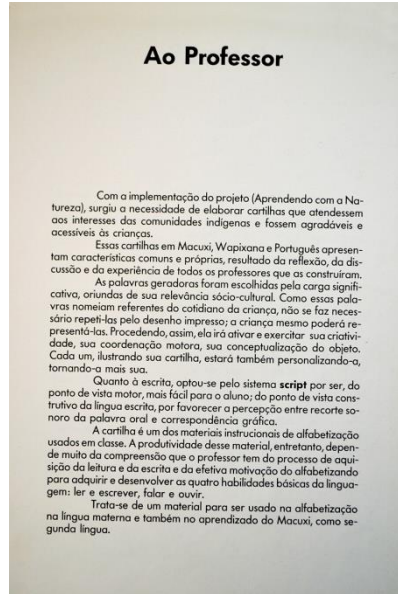 Ao Professor
Com a implementação do projeto (Aprendendo com a Na-
tureza), surgiu a necessidade de elaborar cartilhas que atendessem
aos interesses das comunidades indígenas e fossem agradáveis e
acessíveis às crianças.
Essas cartilhas em Macuxi, Wapixana e Português apresen-
tam características comuns e próprias, resultado da reflexão, da dis-
cussão e da experiência de todos os professores que as construíram.
As palavras geradoras foram escolhidas pela carga signifi-
cativa, oriundas de sua relevância sócio-cultural. Como essas pala-
vras nomeiam referentes do cotidiano da criança, não se faz neces-
sário repeti-las pelo desenho impresso; a criança mesmo poderá re-
presentá-las. Procedendo, assim, ela irá ativar e exercitar sua criativi-
dade, sua coordenação motora, sua conceptualização do objeto.
Cada um, ilustrando sua cartilha, estará também personalizando-a,
tornando-a mais sua.
Quanto à escrita, optou-se pelo sistema script por ser, do
ponto de vista motor, mais fácil para o aluno; do ponto de vista cons-
trutivo da língua escrita, por favorecer a percepção entre recorte so-
noro da palavra oral e correspondência gráfica.
A cartilha é um dos materiais instrucionais de alfabetização
usados em classe. A produtividade desse material, entretanto, depen-
de muito da compreensão que o professor tem do processo de aqui-
sição da leitura e da escrita e da efetiva motivação do alfabetizando
para adquirir e desenvolver as quatro habilidades básicas da lingua-
gem: ler e escrever, falar e ouvir.
Trata-se de um material para ser usado na alfabetização
na língua materna e também no aprendizado do Macuxi, como se-
gunda língua.